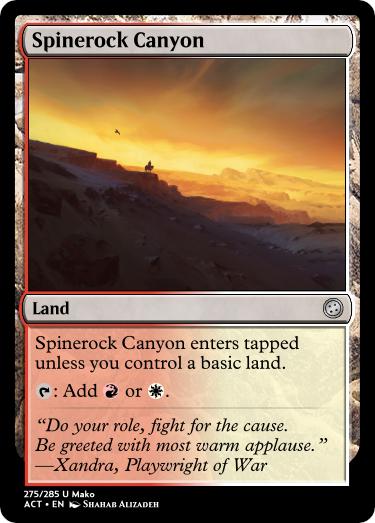 Spinerock Canyon
Land
Spinerock Canyon enters tapped
unless you control a basic land.
: Add or .
“Do your role, fight for the cause.
Be greeted with most warm applause.”
—Xandra, Playwright of War
275/285 U Mako
ACT • EN Shahab Alizadeh